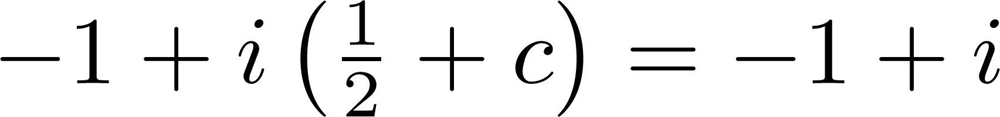 −1 + i (1/2 + c) = −1 + i